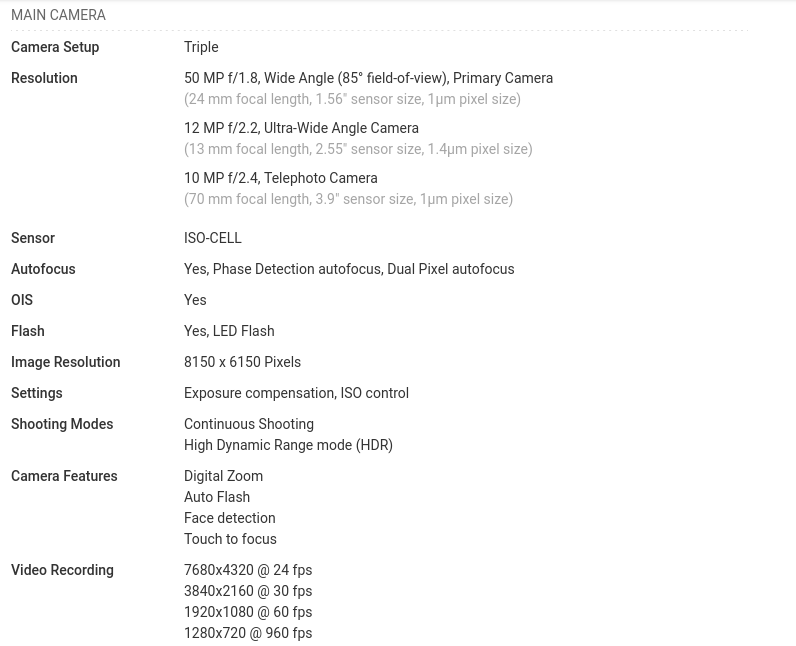 MAIN CAMERA
Camera Setup Triple
Resolution 50 MP f/1.8, Wide Angle (85° field-of-view), Primary Camera
(24 mm focal length, 1.56" sensor size, 1µm pixel size)
12 MP f/2.2, Ultra-Wide Angle Camera
(13 mm focal length, 2.55" sensor size, 1.4µm pixel size)
10 MP f/2.4, Telephoto Camera
(70 mm focal length, 3.9" sensor size, 1µm pixel size)
Sensor ISO-CELL
Autofocus Yes, Phase Detection autofocus, Dual Pixel autofocus
OIS Yes
Flash Yes, LED Flash
Image Resolution 8150 x 6150 Pixels
Settings Exposure compensation, ISO control
Shooting Modes Continuous Shooting
High Dynamic Range mode (HDR)
Camera Features Digital Zoom
Auto Flash
Face detection
Touch to focus
Video Recording 7680x4320 @ 24 fps
3840x2160 @ 30 fps
1920x1080 @ 60 fps
1280x720 @ 960 fps